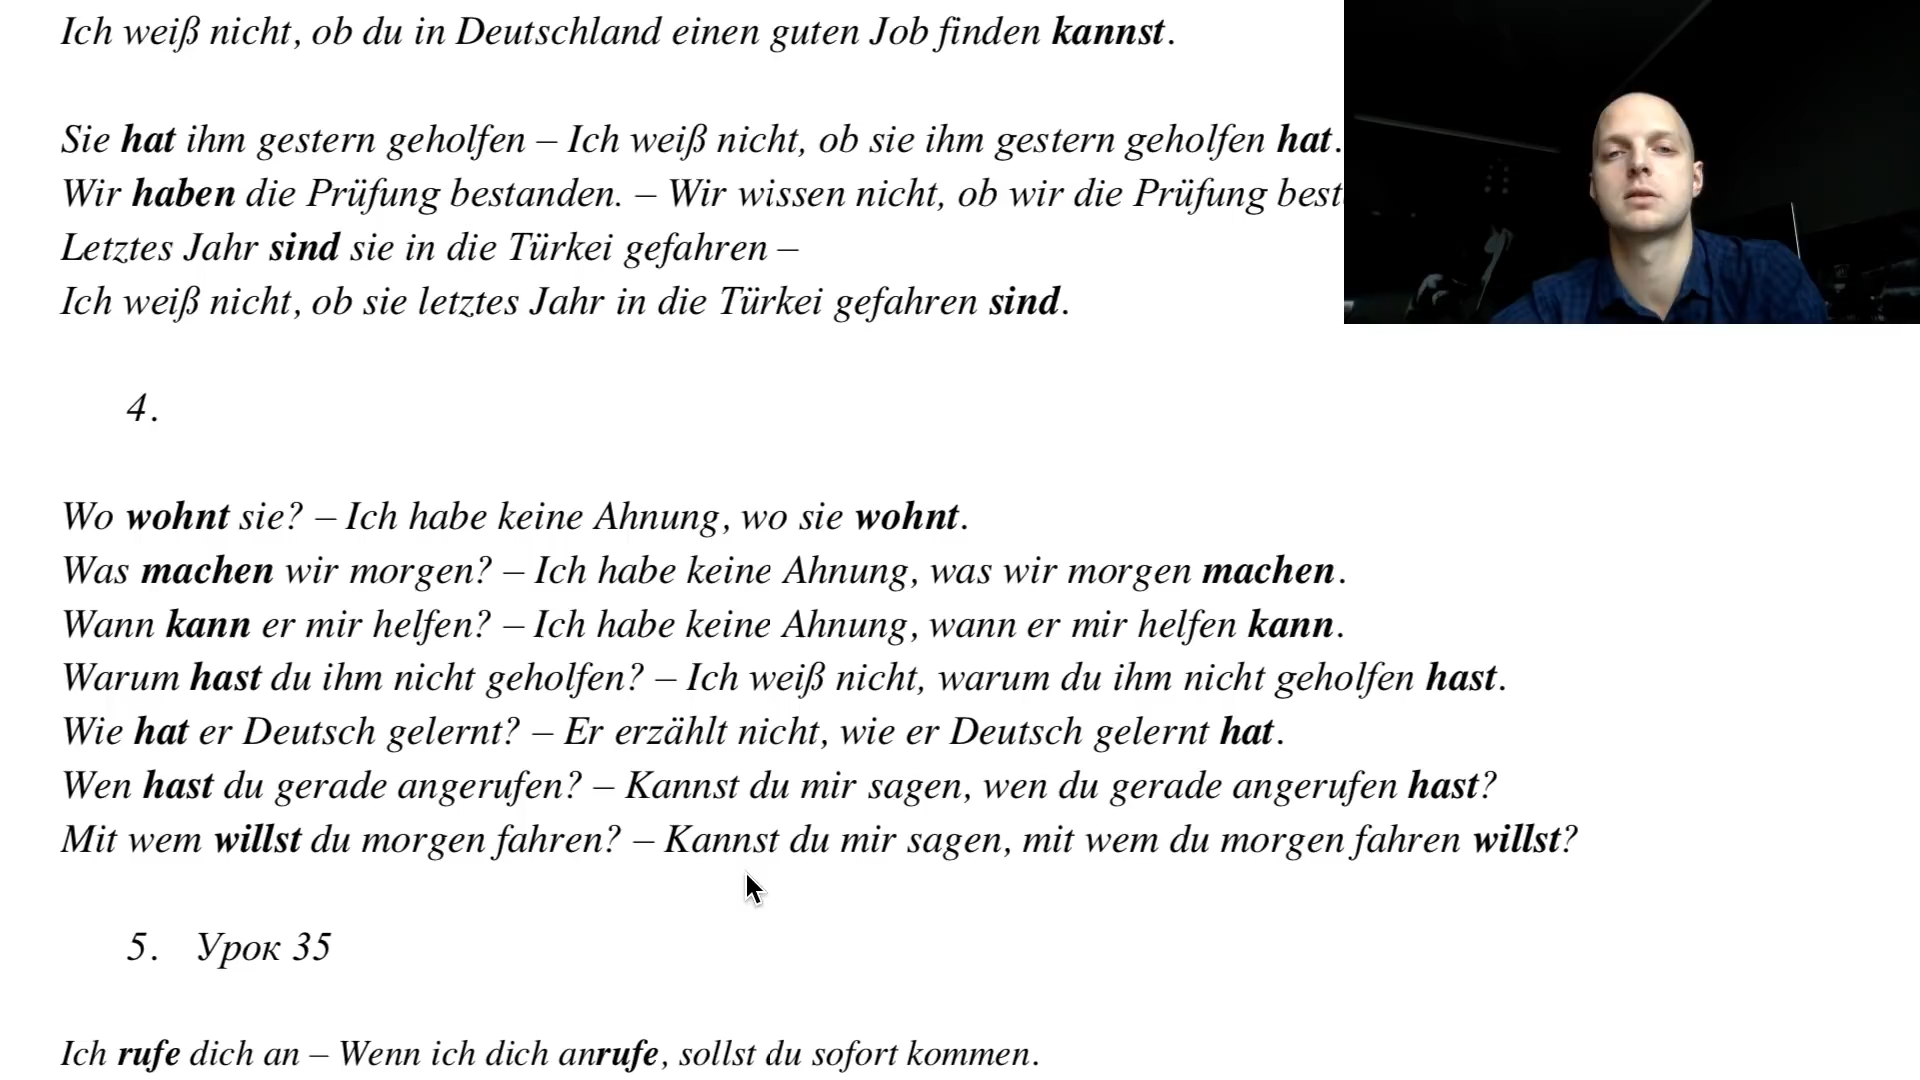 Ich weiß nicht, ob du in Deutschland einen guten Job finden kannst.
Sie hat ihm gestern geholfen – Ich weiß nicht, ob sie ihm gestern geholfen hat.
Wir haben die Prüfung bestanden. – Wir wissen nicht, ob wir die Prüfung
Letztes Jahr sind sie in die Türkei gefahren –
Ich weiß nicht, ob sie letztes Jahr in die Türkei gefahren sind.
4.
Wo wohnt sie? – Ich habe keine Ahnung, wo sie wohnt.
Was machen wir morgen? – Ich habe keine Ahnung, was wir morgen machen.
Wann kann er mir helfen? – Ich habe keine Ahnung, wann er mir helfen kann.
Warum hast du ihm nicht geholfen? – Ich weiß nicht, warum du ihm nicht geholfen hast.
Wie hat er Deutsch gelernt? – Er erzählt nicht, wie er Deutsch gelernt hat.
Wen hast du gerade angerufen? – Kannst du mir sagen, wen du gerade angerufen hast?
Mit wem willst du morgen fahren? – Kannst du mir sagen, mit wem du morgen fahren willst?
5. Урок 35
Ich rufe dich an – Wenn ich dich anrufe, sollst du sofort kommen.